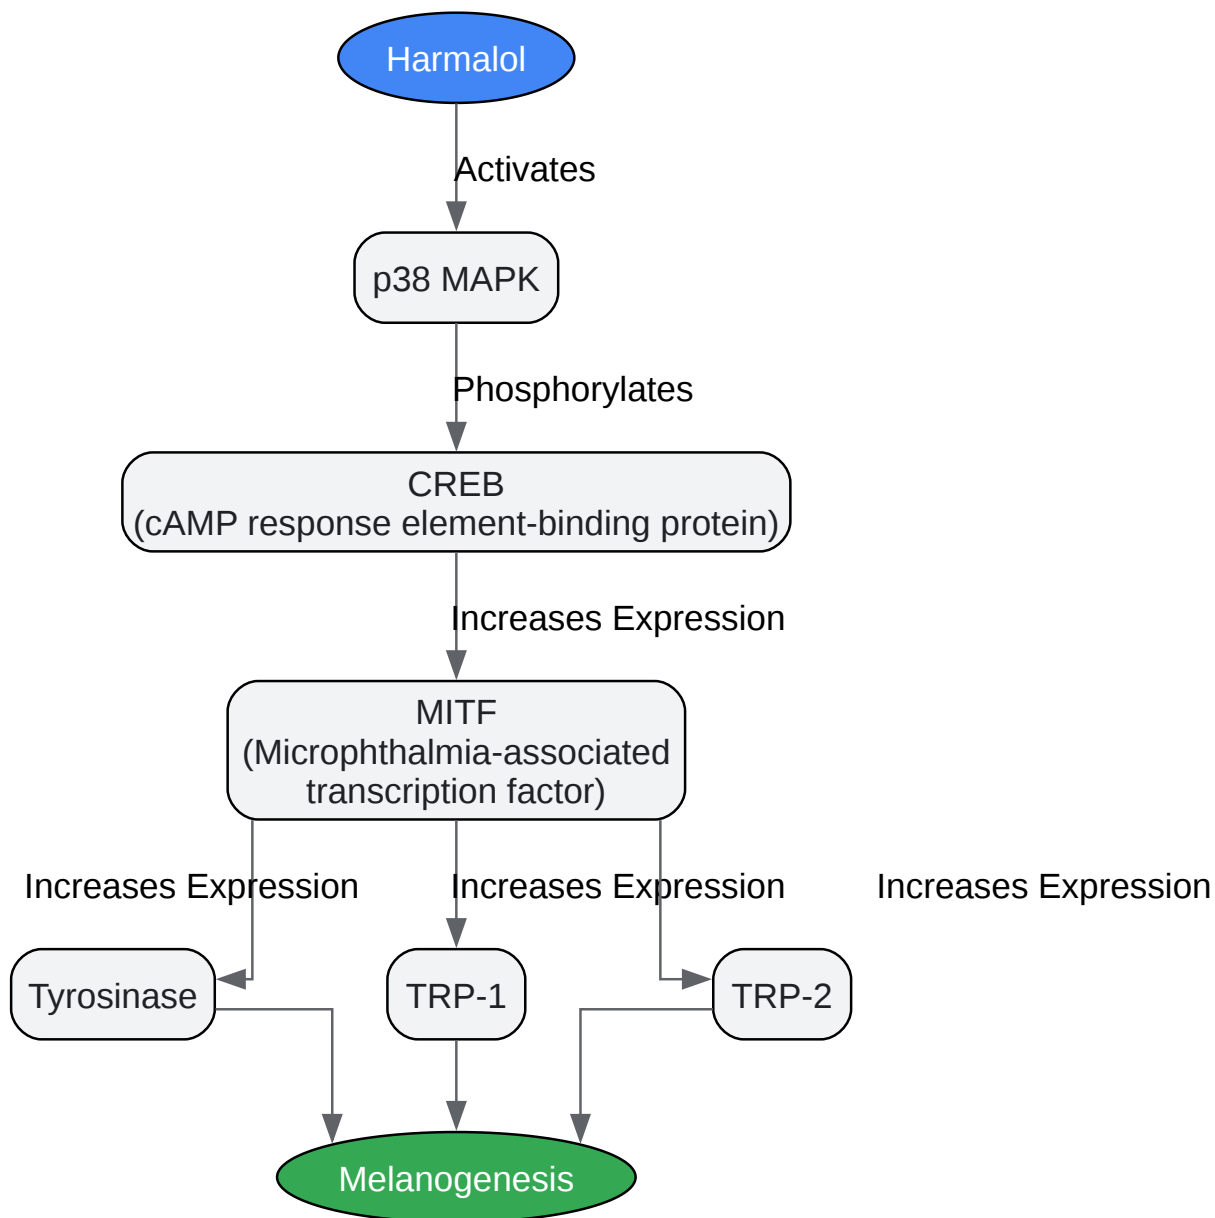 Harmalol
Activates
p38 MAPK
Phosphorylates
CREB
(cAMP response element-binding protein)
Increases Expression
MITF
(Microphthalmia-associated
transcription factor)
Increases Expression
Increases Expression
Increases Expression
Tyrosinase
TRP-1
TRP-2
Melanogenesis